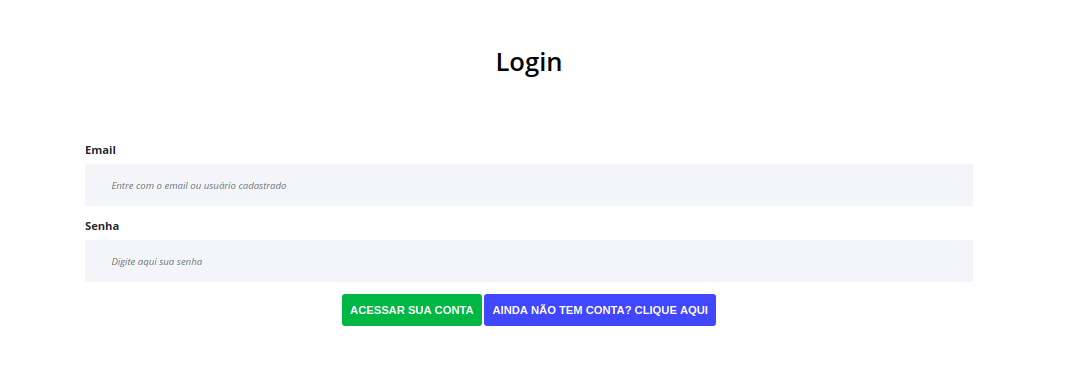 Login
Email
Entre com o email ou usuário cadastrado
Senha
Digite aqui sua senha
ACESSAR SUA CONTA
AINDA NÃO TEM CONTA? CLIQUE AQUI